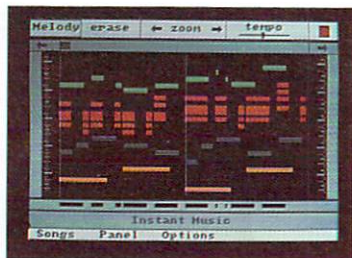 Melody erase ← zoom → tempo
Instant Music
Songs Panel Options